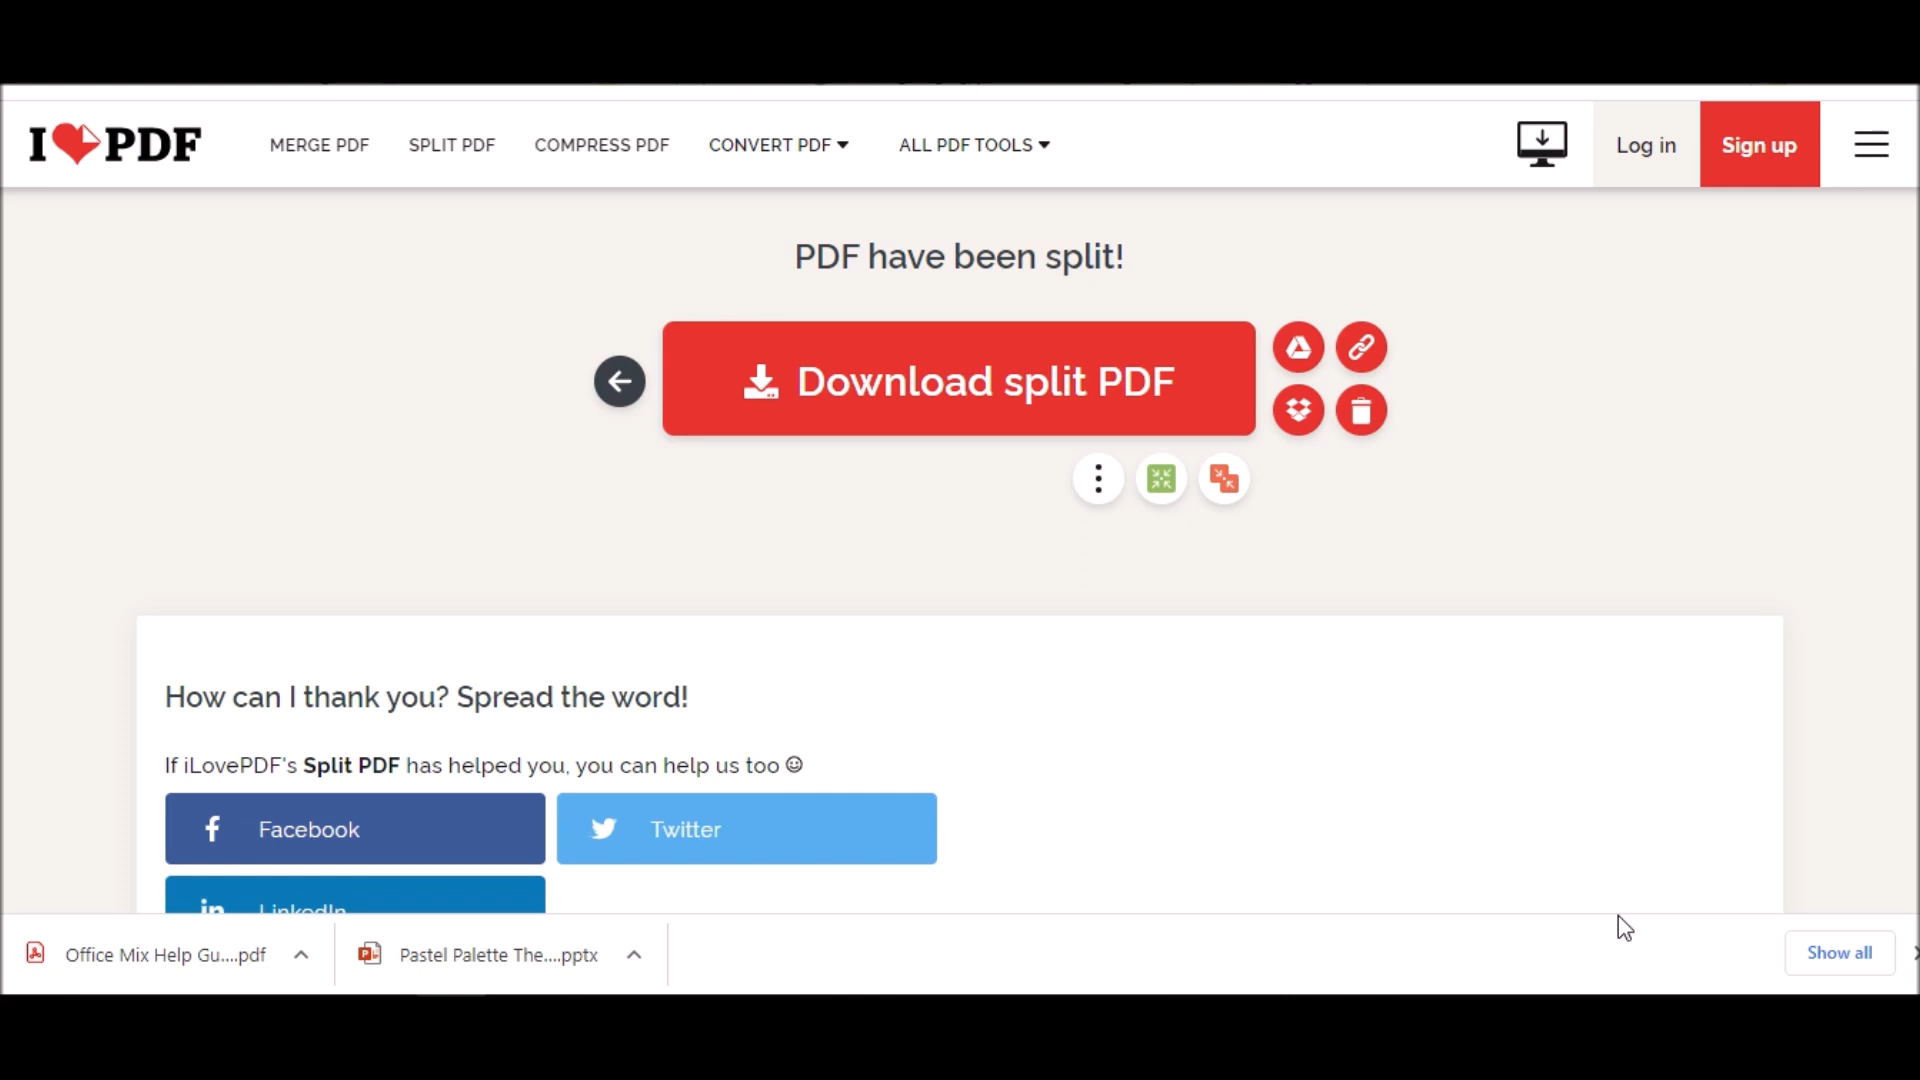 I PDF
MERGE PDF
SPLIT PDF
COMPRESS PDF
CONVERT PDF
ALL PDF TOOLS
Log in
Sign up
PDF have been split!
Download split PDF
How can I thank you? Spread the word!
If iLovePDF's Split PDF has helped you, you can help us too
Facebook
Twitter
LinkedIn
Office Mix Help Gu....pdf
Pastel Palette The....pptx
Show all